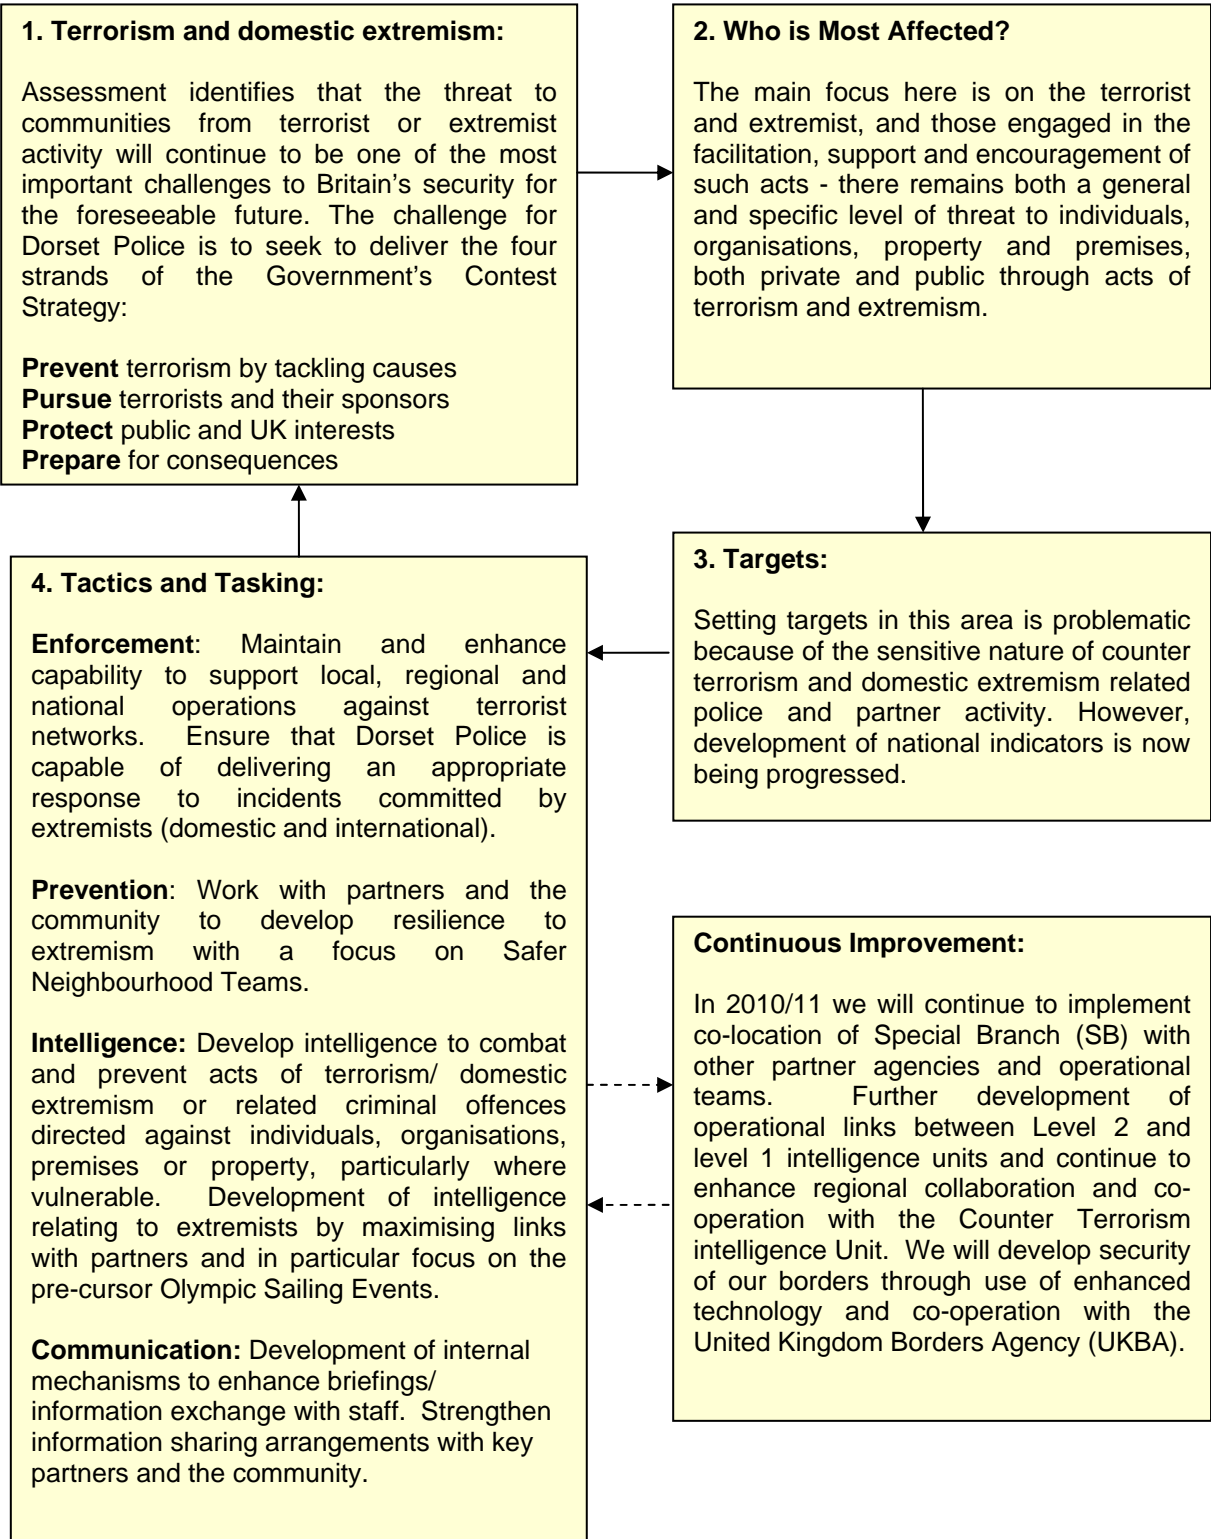 1. Terrorism and domestic extremism:
Assessment identifies that the threat to
communities from terrorist or extremist
activity will continue to be one of the most
important challenges to Britain's security for
the foreseeable future. The challenge for
Dorset Police is to seek to deliver the four
strands of the Government's Contest
Strategy:
Prevent terrorism by tackling causes
Pursue terrorists and their sponsors
Protect public and UK interests
Prepare for consequences
2. Who is Most Affected?
The main focus here is on the terrorist
and extremist, and those engaged in the
facilitation, support and encouragement of
such acts - there remains both a general
and specific level of threat to individuals,
organisations, property and premises,
both private and public through acts of
terrorism and extremism.
3. Targets:
Setting targets in this area is problematic
because of the sensitive nature of counter
terrorism and domestic extremism related
police and partner activity. However,
development of national indicators is now
being progressed.
4. Tactics and Tasking:
Enforcement: Maintain and enhance
capability to support local, regional and
national operations against terrorist
networks. Ensure that Dorset Police is
capable of delivering an appropriate
response to incidents committed by
extremists (domestic and international).
Prevention: Work with partners and the
community to develop resilience to
extremism with a focus on Safer
Neighbourhood Teams.
Intelligence: Develop intelligence to combat
and prevent acts of terrorism/ domestic
extremism or related criminal offences
directed against individuals, organisations,
premises or property, particularly where
vulnerable. Development of intelligence
relating to extremists by maximising links
with partners and in particular focus on the
pre-cursor Olympic Sailing Events.
Communication: Development of internal
mechanisms to enhance briefings/
information exchange with staff. Strengthen
information sharing arrangements with key
partners and the community.
Continuous Improvement:
In 2010/11 we will continue to implement
co-location of Special Branch (SB) with
other partner agencies and operational
teams. Further development of
operational links between Level 2 and
level 1 intelligence units and continue to
enhance regional collaboration and co-
operation with the Counter Terrorism
intelligence Unit. We will develop security
of our borders through use of enhanced
technology and co-operation with the
United Kingdom Borders Agency (UKBA).